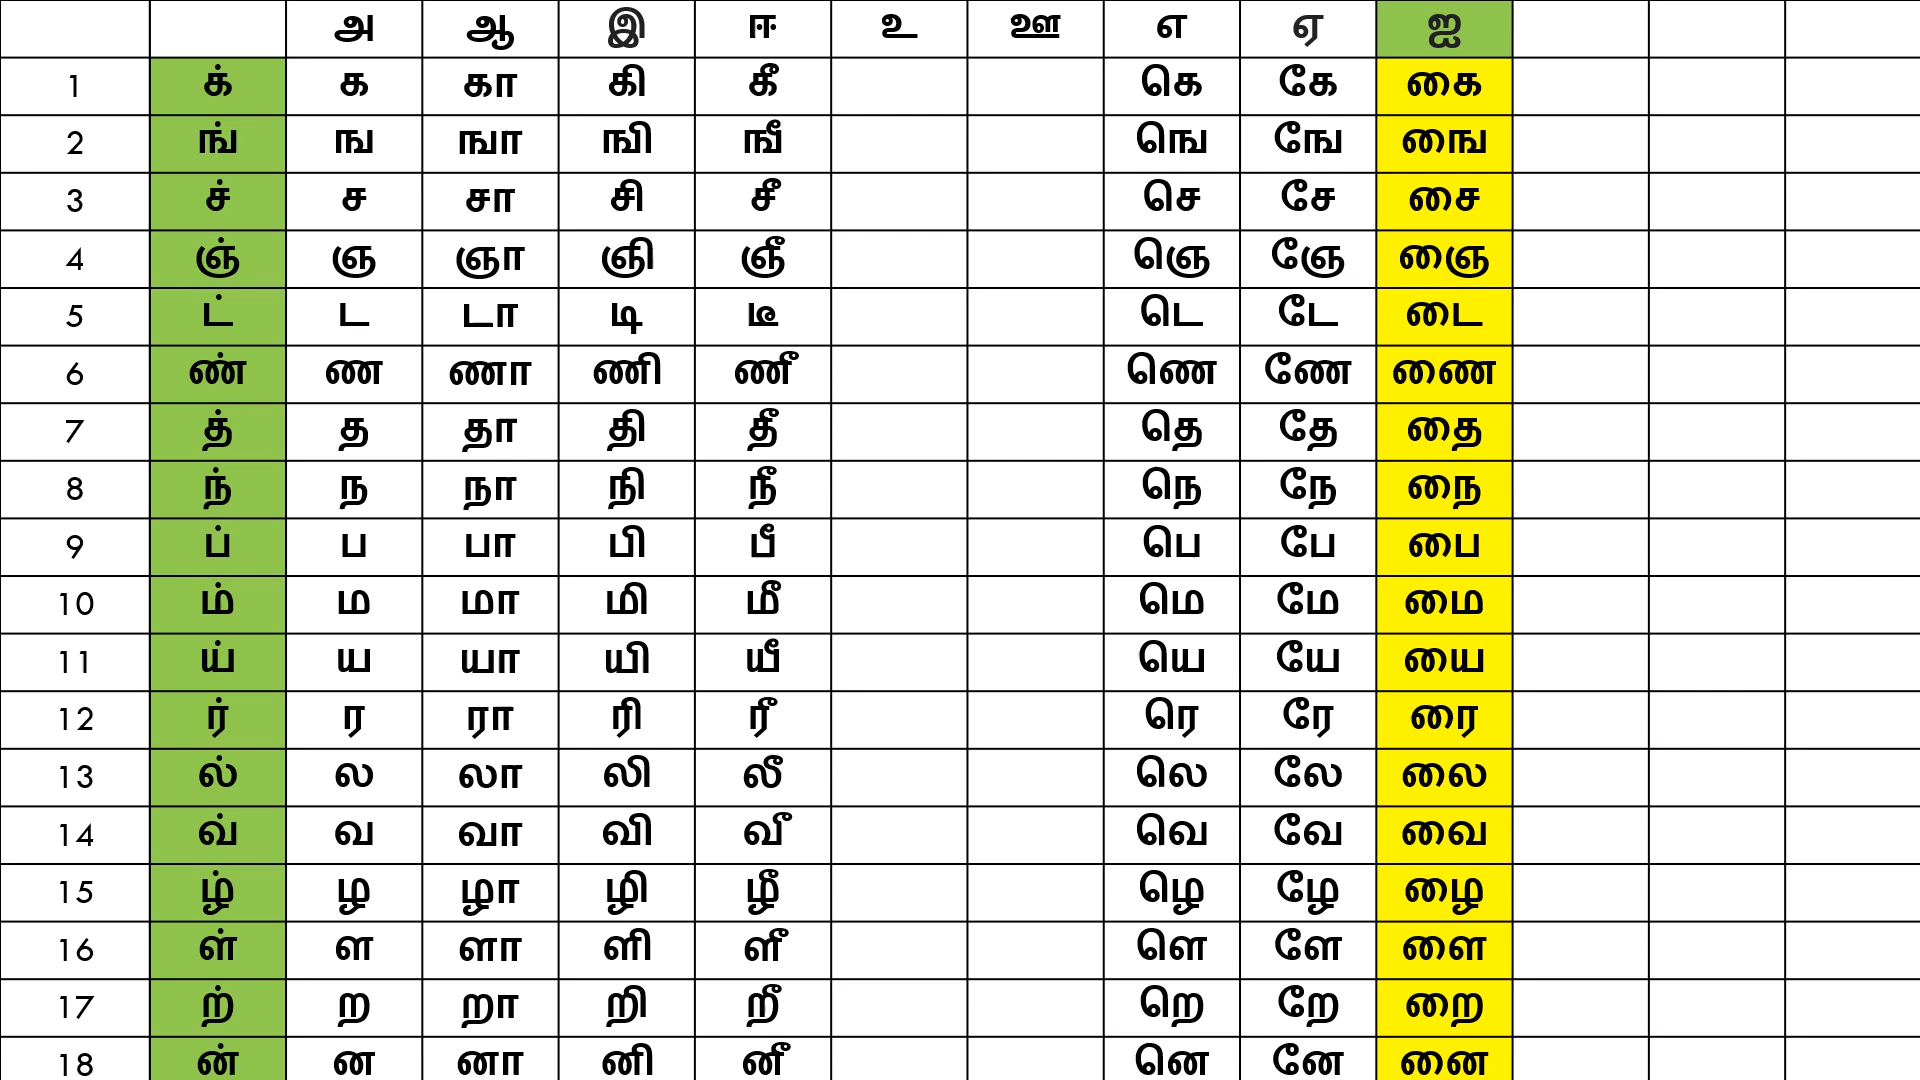 அ ஆ இ ஈ உ ஊ எ ஏ ஐ
1 க் க கா கி கீ கெ கே கை
2 ங் ங ஙா ஙி ஙீ ஙெ ஙே ஙை
3 ச் ச சா சி சீ செ சே சை
4 ஞ் ஞ ஞா ஞி ஞீ ஞெ ஞே ஞை
5 ட் ட டா டி டீ டெ டே டை
6 ண் ண ணா ணி ணீ ணெ ணே ணை
7 த் த தா தி தீ தெ தே தை
8 ந் ந நா நி நீ நெ நே நை
9 ப் ப பா பி பீ பெ பே பை
10 ம் ம மா மி மீ மெ மே மை
11 ய் ய யா யி யீ யெ யே யை
12 ர் ர ரா ரி ரீ ரெ ரே ரை
13 ல் ல லா லி லீ லெ லே லை
14 வ் வ வா வி வீ வெ வே வை
15 ழ் ழ ழா ழி ழீ ழெ ழே ழை
16 ள் ள ளா ளி ளீ ளெ ளே ளை
17 ற் ற றா றி றீ றெ றே றை
18 ன் ன னா னி னீ னெ னே னை